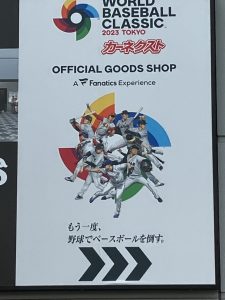 WORLD
BASEBALL
CLASSIC
2023 TOKYO
カーネクスト
OFFICIAL GOODS SHOP
A Fanatics Experience
もう一度、
野球でベースボールを倒す。
S